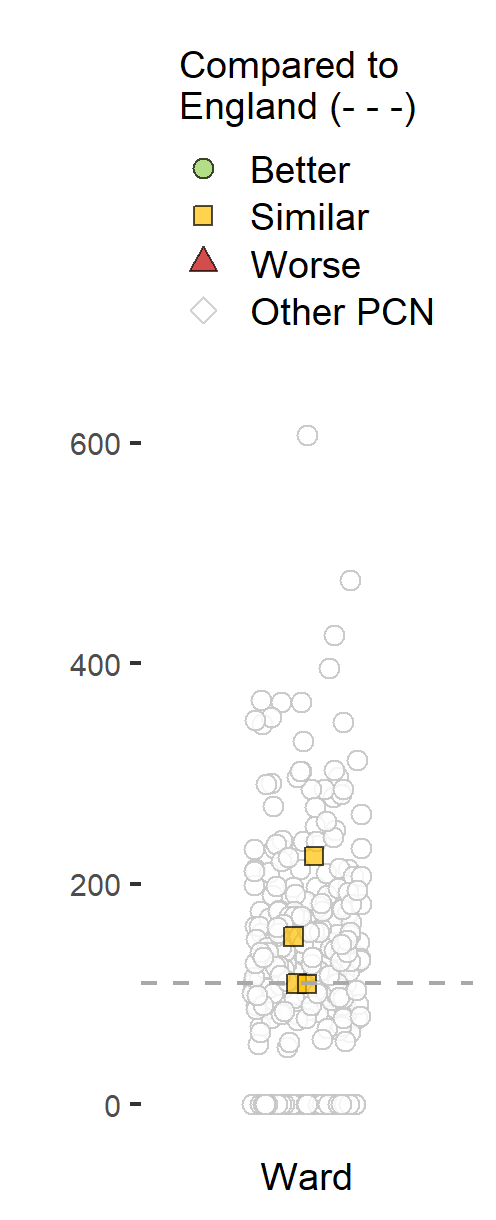 Compared to
England (- - -)
Better
Similar
Worse
Other PCN
600
400
200
0
Ward